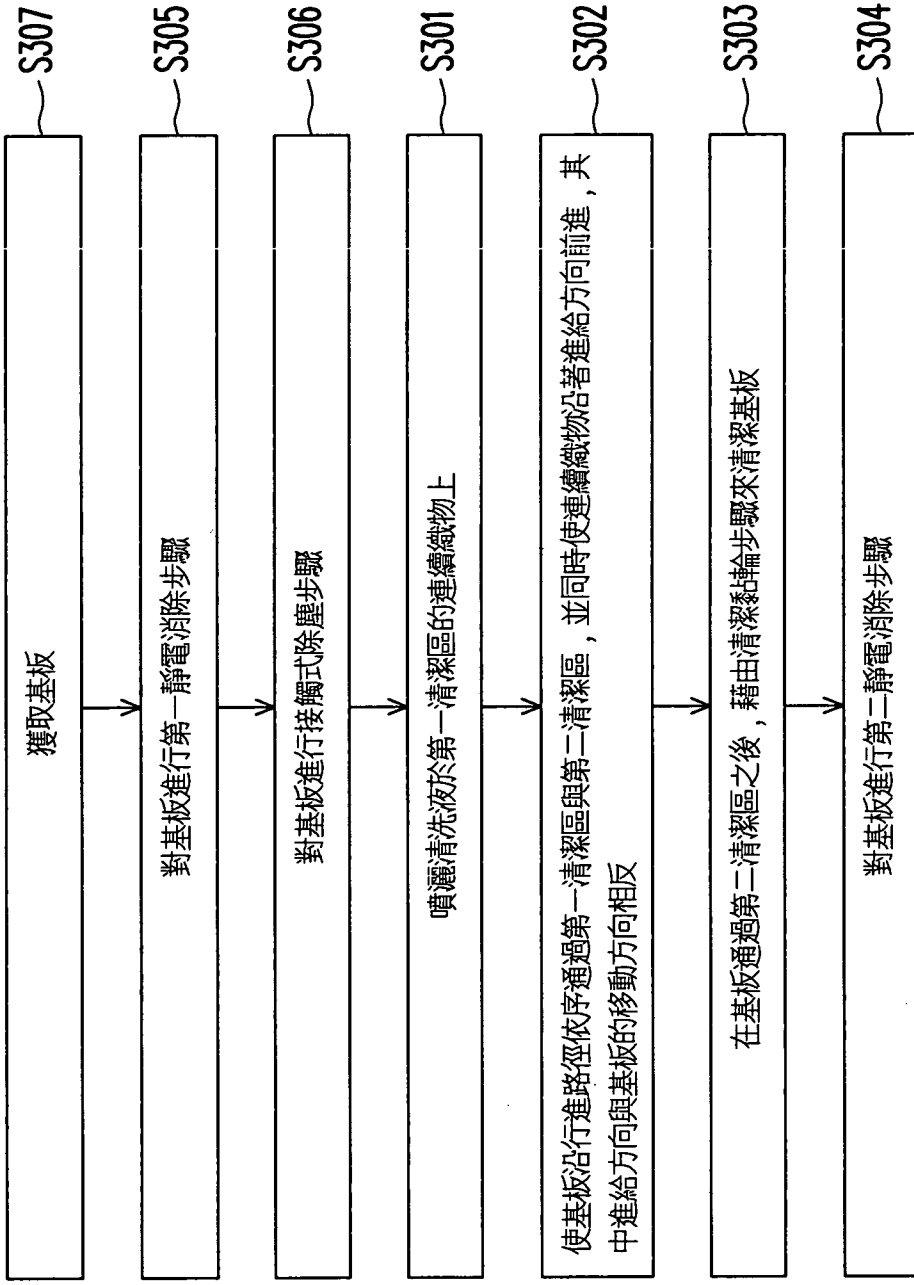 獲取基板
S307
對基板進行第一靜電消除步驟
S305
對基板進行接觸式除塵步驟
S306
噴灑清洗液於第一清潔區的連續織物上
S301
使基板沿行進路徑依序通過第一清潔區與第二清潔區，並同時使連續織物沿著進給方向前進，其
中進給方向與基板的移動方向相反
S302
在基板通過第二清潔區之後，藉由清潔黏輪步驟來清潔基板
S303
對基板進行第二靜電消除步驟
S304